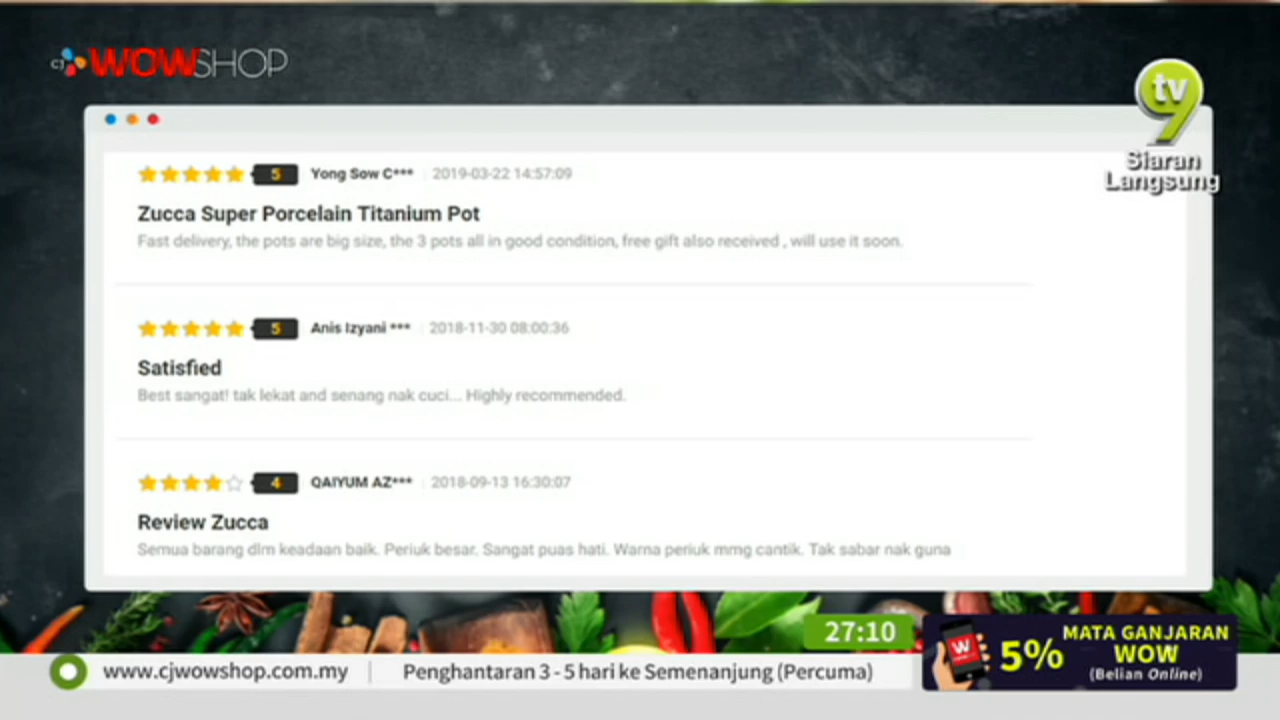 CJ WOWSHOP
tv9
Siaran
Langsung
5 Yong Sow C*** 2019-03-22 14:57:09
Zucca Super Porcelain Titanium Pot
Fast delivery, the pots are big size, the 3 pots all in good condition, free gift also received , will use it soon.
5 Anis Izyani *** 2018-11-30 08:00:36
Satisfied
Best sangat! tak lekat and senang nak cuci... Highly recommended.
4 QAIYUM AZ*** 2018-09-13 16:30:07
Review Zucca
Semua barang dlm keadaan baik. Periuk besar. Sangat puas hati. Warna periuk mmg cantik. Tak sabar nak guna
27:10
www.cjwowshop.com.my
Penghantaran 3 - 5 hari ke Semenanjung (Percuma)
W
5%
MATA GANJARAN
WOW
(Belian Online)